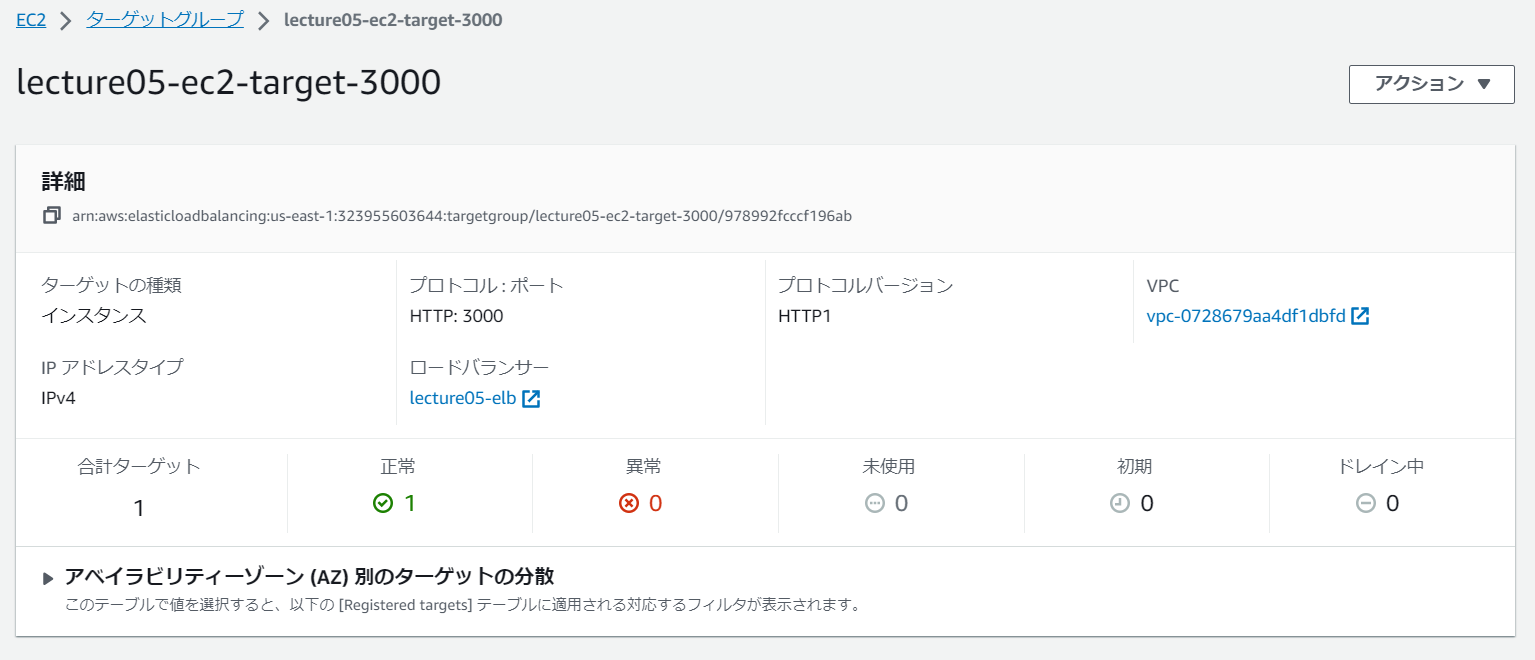 EC2 > ターゲットグループ > lecture05-ec2-target-3000
lecture05-ec2-target-3000
アクション ▼
詳細
arn:aws:elasticloadbalancing:us-east-1:323955603644:targetgroup/lecture05-ec2-target-3000/978992fcccf196ab
ターゲットの種類 プロトコル : ポート プロトコルバージョン VPC
インスタンス HTTP: 3000 HTTP1 vpc-0728679aa4df1dbfd
IP アドレスタイプ ロードバランサー
IPv4 lecture05-elb
合計ターゲット 正常 異常 未使用 初期 ドレイン中
1 1 0 0 0 0
アベイラビリティーゾーン (AZ) 別のターゲットの分散
このテーブルで値を選択すると、以下の [Registered targets] テーブルに適用される対応するフィルタが表示されます。